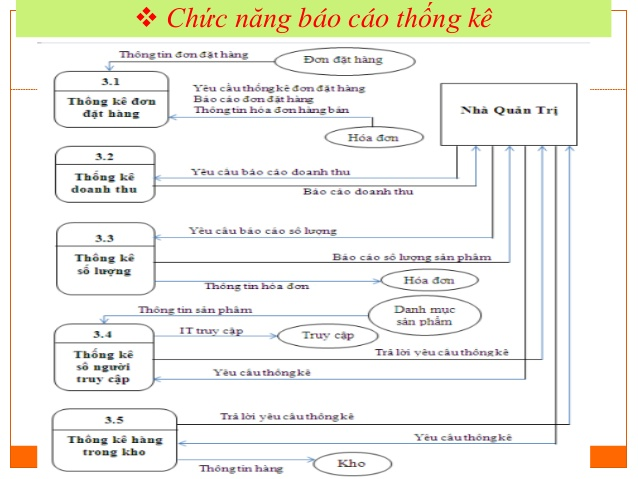 ❖ Chức năng báo cáo thống kê
Thông tin đơn đặt hàng
Đơn đặt hàng
3.1
Thống kê đơn
đặt hàng
Yêu cầu thống kê đơn đặt hàng
Báo cáo đơn đặt hàng
Thông tin hóa đơn hàng bán
Hóa đơn
Nhà Quản Trị
3.2
Thống kê
doanh thu
Yêu cầu báo cáo doanh thu
Báo cáo doanh thu
3.3
Thống kê
số lượng
Yêu cầu báo cáo số lượng
Báo cáo số lượng sản phẩm
Thông tin hóa đơn
Hóa đơn
Thông tin sản phẩm
Danh mục
sản phẩm
3.4
Thống kê
số người
truy cập
IT truy cập
Truy cập
Trả lời yêu cầu thống kê
Yêu cầu thống kê
3.5
Thống kê hàng
trong kho
Trả lời yêu cầu thống kê
Yêu cầu thống kê
Thông tin hàng
Kho